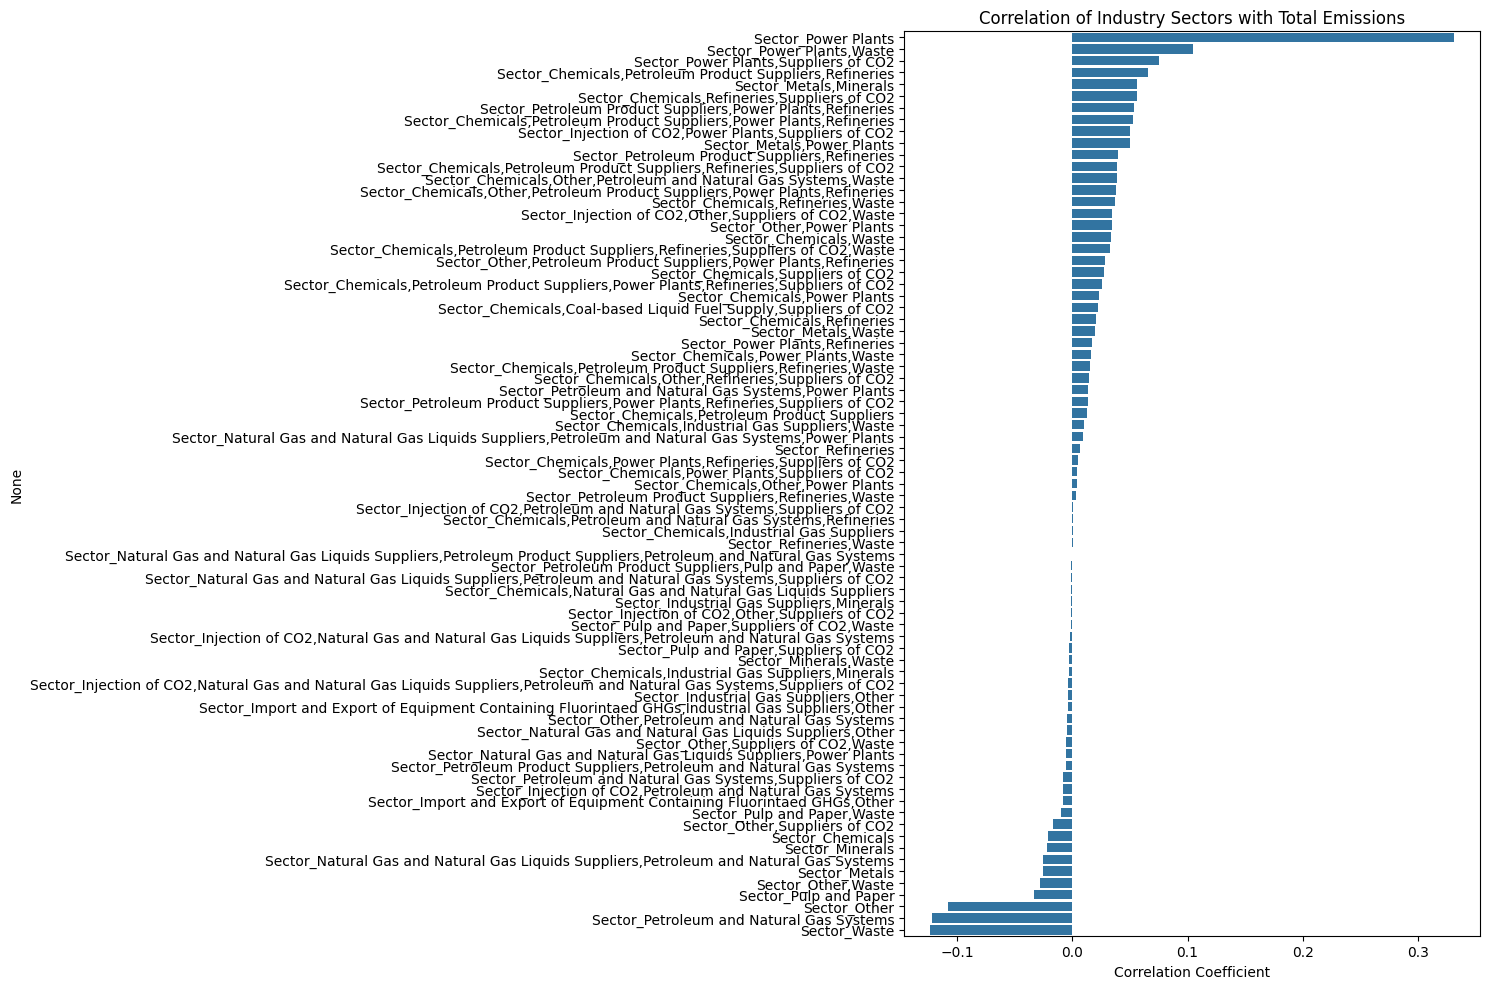 Correlation of Industry Sectors with Total Emissions
Sector_Power Plants
Sector_Power Plants,Waste
Sector_Power Plants,Suppliers of CO2
Sector_Chemicals,Petroleum Product Suppliers,Refineries
Sector_Metals,Minerals
Sector_Chemicals,Refineries,Suppliers of CO2
Sector_Petroleum Product Suppliers,Power Plants,Refineries
Sector_Chemicals,Petroleum Product Suppliers,Power Plants,Refineries
Sector_Injection of CO2,Power Plants,Suppliers of CO2
Sector_Metals,Power Plants
Sector_Petroleum Product Suppliers,Refineries
Sector_Chemicals,Petroleum Product Suppliers,Refineries,Suppliers of CO2
Sector_Chemicals,Other,Petroleum and Natural Gas Systems,Waste
Sector_Chemicals,Other,Petroleum Product Suppliers,Power Plants,Refineries
Sector_Chemicals,Refineries,Waste
Sector_Injection of CO2,Other,Suppliers of CO2,Waste
Sector_Other,Power Plants
Sector_Chemicals,Waste
Sector_Chemicals,Petroleum Product Suppliers,Refineries,Suppliers of CO2,Waste
Sector_Other,Petroleum Product Suppliers,Power Plants,Refineries
Sector_Chemicals,Suppliers of CO2
Sector_Chemicals,Petroleum Product Suppliers,Power Plants,Refineries,Suppliers of CO2
Sector_Chemicals,Power Plants
Sector_Chemicals,Coal-based Liquid Fuel Supply,Suppliers of CO2
Sector_Chemicals,Refineries
Sector_Metals,Waste
Sector_Power Plants,Refineries
Sector_Chemicals,Power Plants,Waste
Sector_Chemicals,Petroleum Product Suppliers,Refineries,Waste
Sector_Chemicals,Other,Refineries,Suppliers of CO2
Sector_Petroleum and Natural Gas Systems,Power Plants
Sector_Petroleum Product Suppliers,Power Plants,Refineries,Suppliers of CO2
Sector_Chemicals,Petroleum Product Suppliers
Sector_Chemicals,Industrial Gas Suppliers,Waste
Sector_Natural Gas and Natural Gas Liquids Suppliers,Petroleum and Natural Gas Systems,Power Plants
Sector_Refineries
Sector_Chemicals,Power Plants,Refineries,Suppliers of CO2
Sector_Chemicals,Power Plants,Suppliers of CO2
Sector_Chemicals,Other,Power Plants
Sector_Petroleum Product Suppliers,Refineries,Waste
Sector_Injection of CO2,Petroleum and Natural Gas Systems,Suppliers of CO2
Sector_Chemicals,Petroleum and Natural Gas Systems,Refineries
Sector_Chemicals,Industrial Gas Suppliers
Sector_Refineries,Waste
Sector_Natural Gas and Natural Gas Liquids Suppliers,Petroleum Product Suppliers,Petroleum and Natural Gas Systems
Sector_Petroleum Product Suppliers,Pulp and Paper,Waste
Sector_Natural Gas and Natural Gas Liquids Suppliers,Petroleum and Natural Gas Systems,Suppliers of CO2
Sector_Chemicals,Natural Gas and Natural Gas Liquids Suppliers
Sector_Industrial Gas Suppliers,Minerals
Sector_Injection of CO2,Other,Suppliers of CO2
Sector_Pulp and Paper,Suppliers of CO2,Waste
Sector_Injection of CO2,Natural Gas and Natural Gas Liquids Suppliers,Petroleum and Natural Gas Systems
Sector_Pulp and Paper,Suppliers of CO2
Sector_Minerals,Waste
Sector_Chemicals,Industrial Gas Suppliers,Minerals
Sector_Injection of CO2,Natural Gas and Natural Gas Liquids Suppliers,Petroleum and Natural Gas Systems,Suppliers of CO2
Sector_Industrial Gas Suppliers,Other
Sector_Import and Export of Equipment Containing Fluorintaed GHGs,Industrial Gas Suppliers,Other
Sector_Other,Petroleum and Natural Gas Systems
Sector_Natural Gas and Natural Gas Liquids Suppliers,Other
Sector_Other,Suppliers of CO2,Waste
Sector_Natural Gas and Natural Gas Liquids Suppliers,Power Plants
Sector_Petroleum Product Suppliers,Petroleum and Natural Gas Systems
Sector_Petroleum and Natural Gas Systems,Suppliers of CO2
Sector_Injection of CO2,Petroleum and Natural Gas Systems
Sector_Import and Export of Equipment Containing Fluorintaed GHGs,Other
Sector_Pulp and Paper,Waste
Sector_Other,Suppliers of CO2
Sector_Chemicals
Sector_Minerals
Sector_Natural Gas and Natural Gas Liquids Suppliers,Petroleum and Natural Gas Systems
Sector_Metals
Sector_Other,Waste
Sector_Pulp and Paper
Sector_Other
Sector_Petroleum and Natural Gas Systems
Sector_Waste
None
−0.1 0.0 0.1 0.2 0.3
Correlation Coefficient